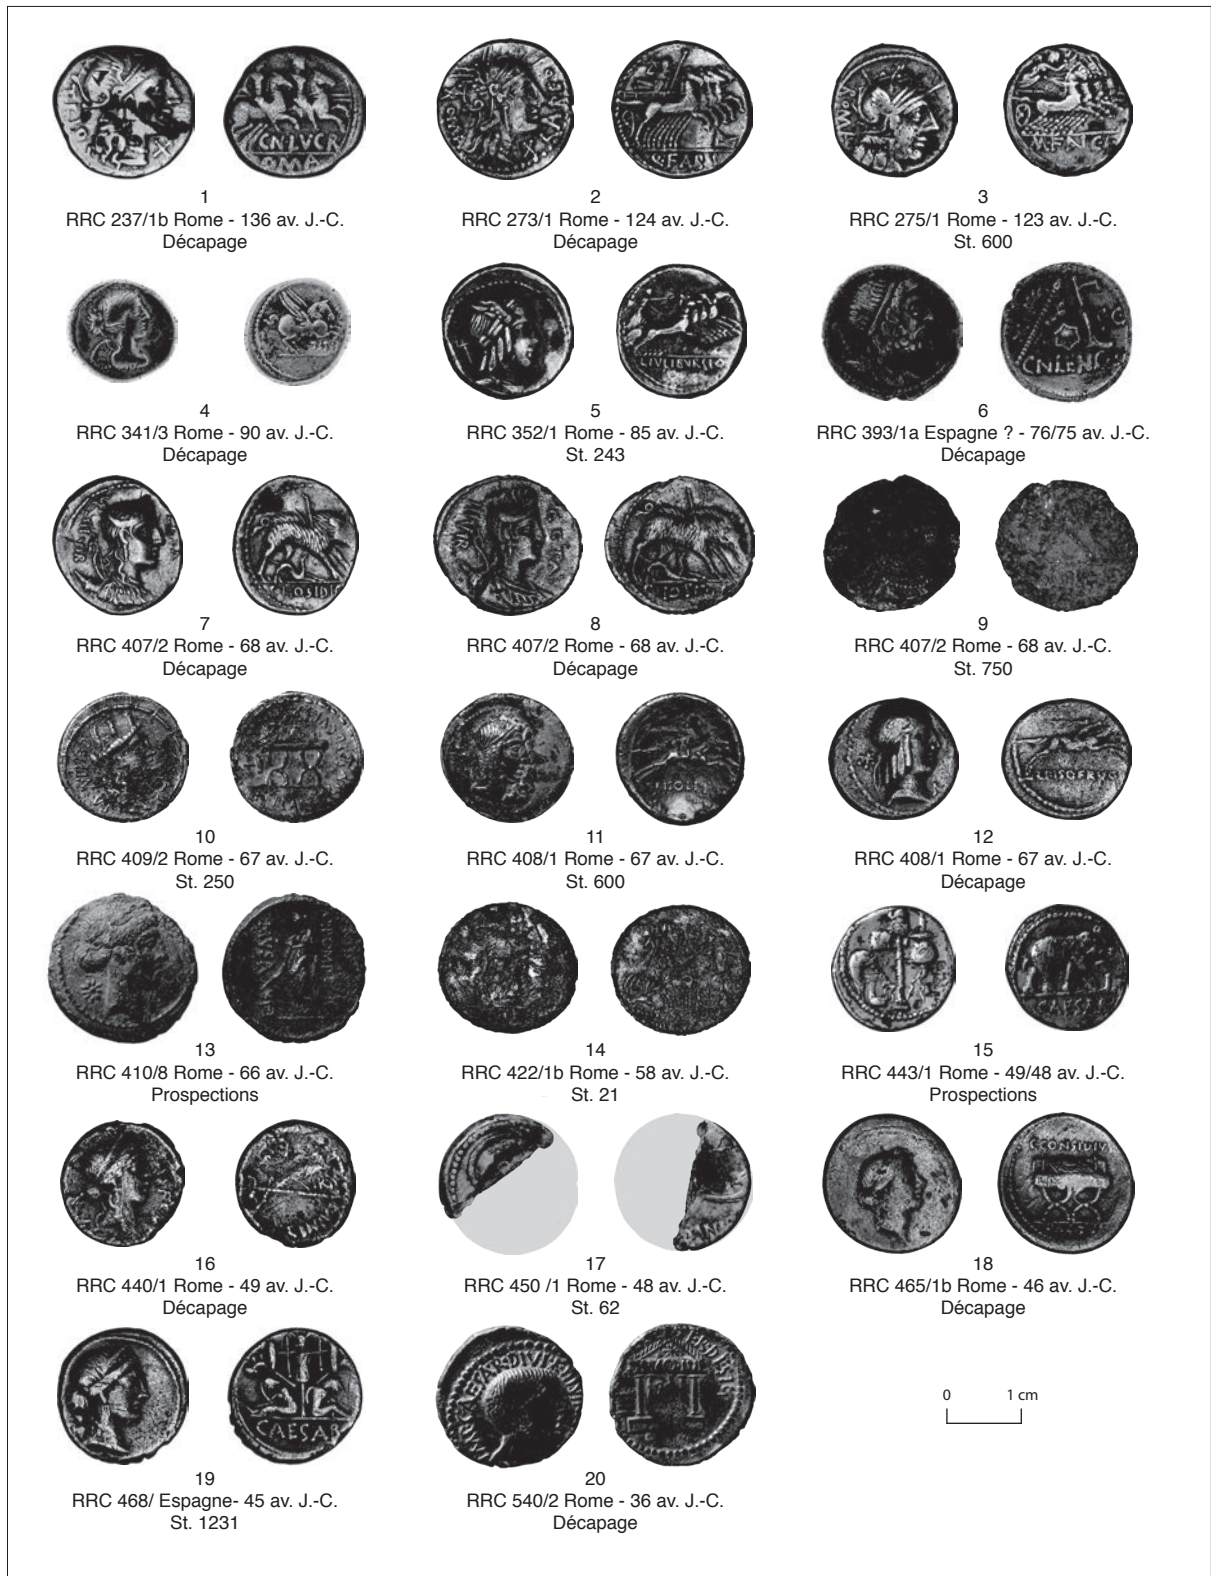 1
RRC 237/1b Rome - 136 av. J.-C.
Décapage
2
RRC 273/1 Rome - 124 av. J.-C.
Décapage
3
RRC 275/1 Rome - 123 av. J.-C.
St. 600
4
RRC 341/3 Rome - 90 av. J.-C.
Décapage
5
RRC 352/1 Rome - 85 av. J.-C.
St. 243
6
RRC 393/1a Espagne ? - 76/75 av. J.-C.
Décapage
7
RRC 407/2 Rome - 68 av. J.-C.
Décapage
8
RRC 407/2 Rome - 68 av. J.-C.
Décapage
9
RRC 407/2 Rome - 68 av. J.-C.
St. 750
10
RRC 409/2 Rome - 67 av. J.-C.
St. 250
11
RRC 408/1 Rome - 67 av. J.-C.
St. 600
12
RRC 408/1 Rome - 67 av. J.-C.
Décapage
13
RRC 410/8 Rome - 66 av. J.-C.
Prospections
14
RRC 422/1b Rome - 58 av. J.-C.
St. 21
15
RRC 443/1 Rome - 49/48 av. J.-C.
Prospections
16
RRC 440/1 Rome - 49 av. J.-C.
Décapage
17
RRC 450 /1 Rome - 48 av. J.-C.
St. 62
18
RRC 465/1b Rome - 46 av. J.-C.
Décapage
CAESAR
19
RRC 468/ Espagne- 45 av. J.-C.
St. 1231
20
RRC 540/2 Rome - 36 av. J.-C.
Décapage
0 1 cm